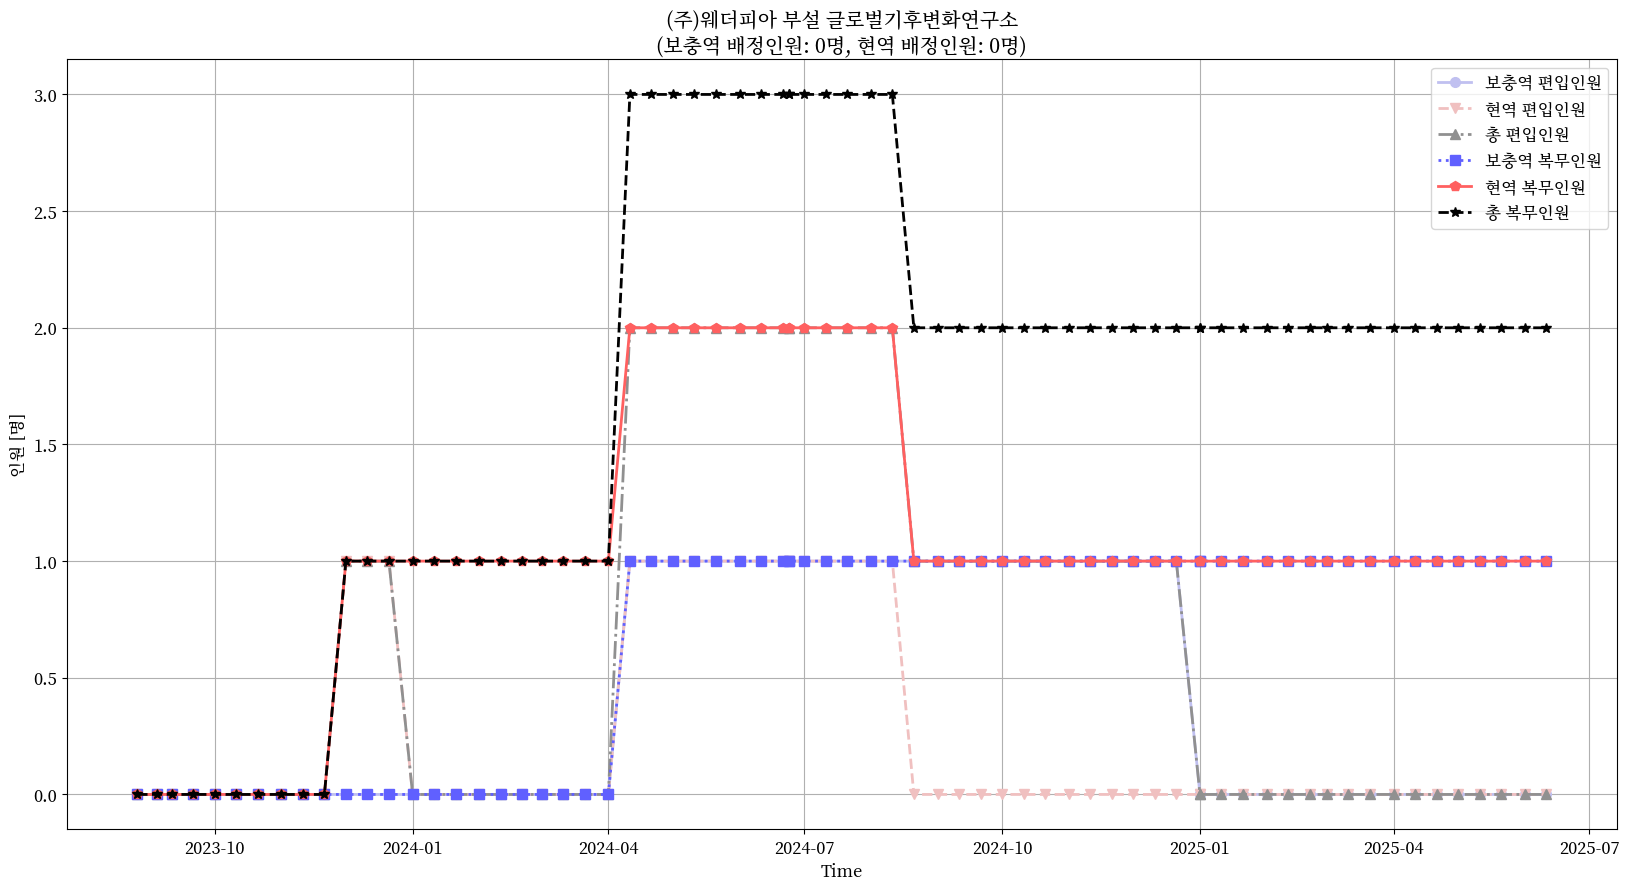 (주)웨더피아 부설 글로벌기후변화연구소
(보충역 배정인원: 0명, 현역 배정인원: 0명)
보충역 편입인원
현역 편입인원
총 편입인원
보충역 복무인원
현역 복무인원
총 복무인원
인원 [명]
3.0
2.5
2.0
1.5
1.0
0.5
0.0
2023-10
2024-01
2024-04
2024-07
2024-10
2025-01
2025-04
2025-07
Time